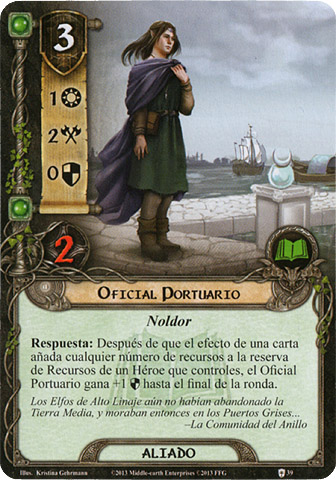 3
1
2
0
2
Oficial Portuario
Noldor
Respuesta: Después de que el efecto de una carta
añada cualquier número de recursos a la reserva
de Recursos de un Héroe que controles, el Oficial
Portuario gana +1 hasta el final de la ronda.
Los Elfos de Alto Linaje aún no habían abandonado la
Tierra Media, y moraban entonces en los Puertos Grises...
–La Comunidad del Anillo
Aliado
Illus. Kristina Gehrmann ©2013 Middle-earth Enterprises ©2013 FFG 39